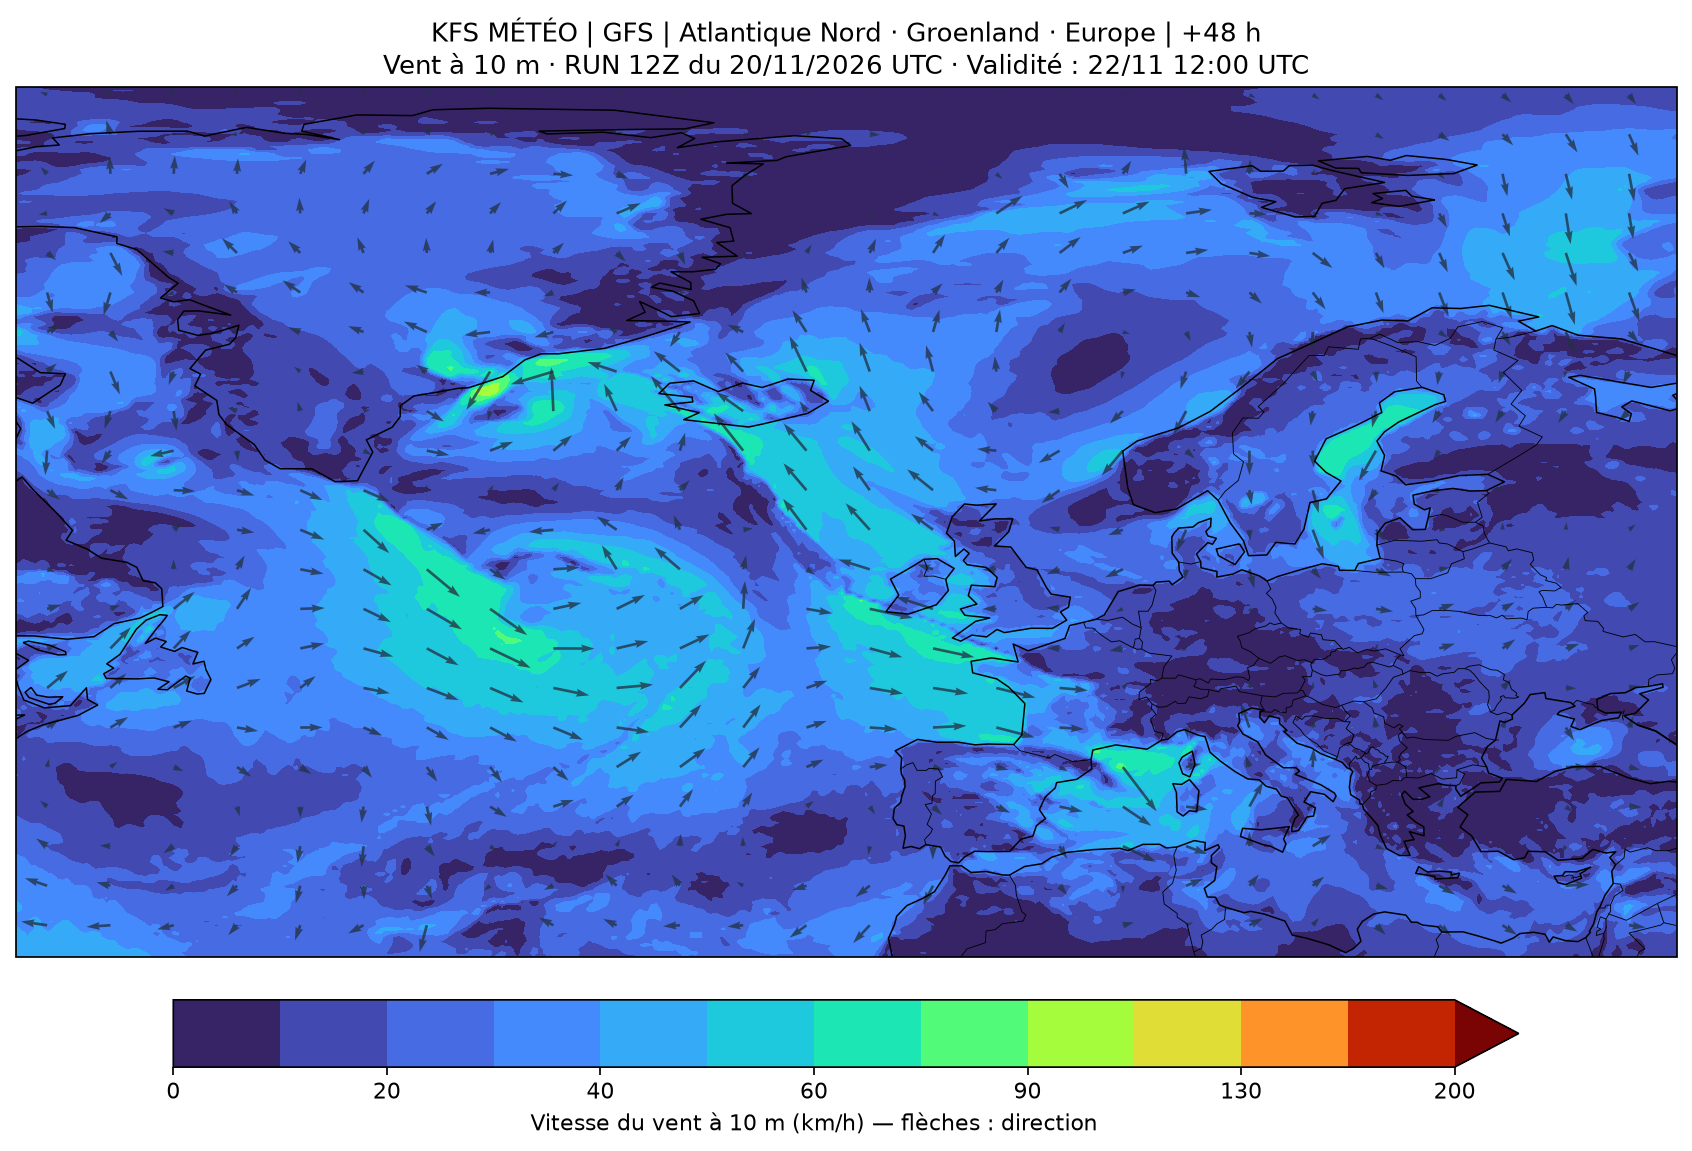 KFS MÉTÉO | GFS | Atlantique Nord · Groenland · Europe | +48 h
Vent à 10 m · RUN 12Z du 20/11/2026 UTC · Validité : 22/11 12:00 UTC
0 20 40 60 90 130 200
Vitesse du vent à 10 m (km/h) — flèches : direction